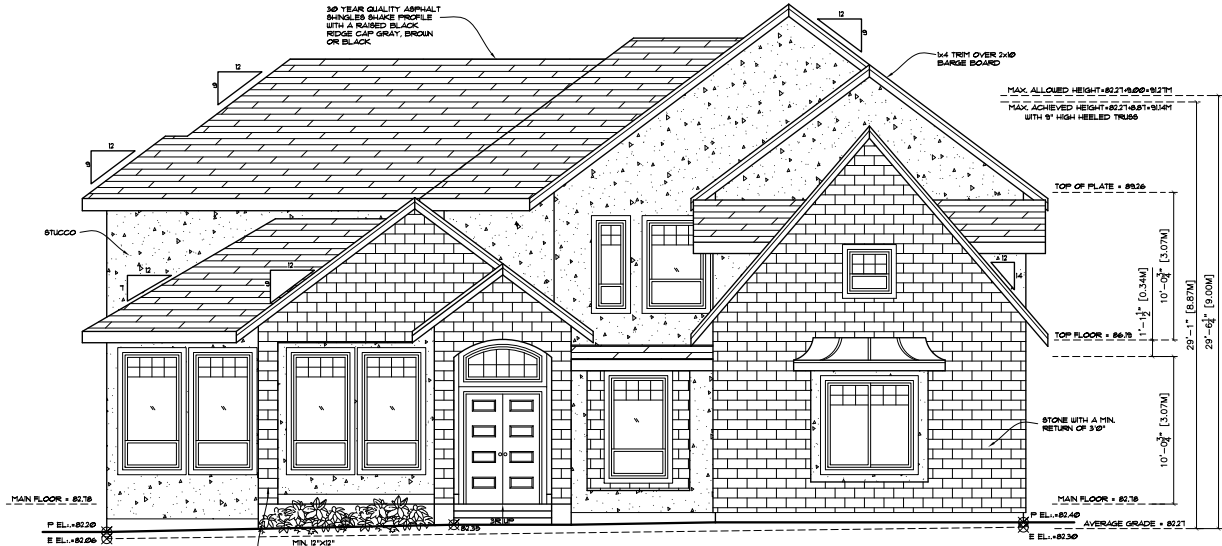 30 YEAR QUALITY ASPHALT
SHINGLES SHAKE PROFILE
WITH A RAISED BLACK
RIDGE CAP GRAY, BROWN
OR BLACK
12
9
1x4 TRIM OVER 2x10
BARGE BOARD
12
9
MAX. ALLOWED HEIGHT=82.27+9.00=91.27M
MAX. ACHIEVED HEIGHT=82.27+8.87=91.14M
WITH 9" HIGH HEELED TRUSS
12
9
TOP OF PLATE = 89.26
STUCCO
12
7
12
9
12
14
1'-1½" [0.34M]
10'-0¾" [3.07M]
29'-1" [8.87M]
29'-6¼" [9.00M]
TOP FLOOR = 86.19
STONE WITH A MIN.
RETURN OF 3'0"
10'-0¾" [3.07M]
MAIN FLOOR = 82.78
MAIN FLOOR = 82.78
P EL.:=82.20
E EL.:=82.06
3R UP
82.35
MIN. 12"X12"
P EL.:=82.40
E EL.:=82.30
AVERAGE GRADE = 82.27